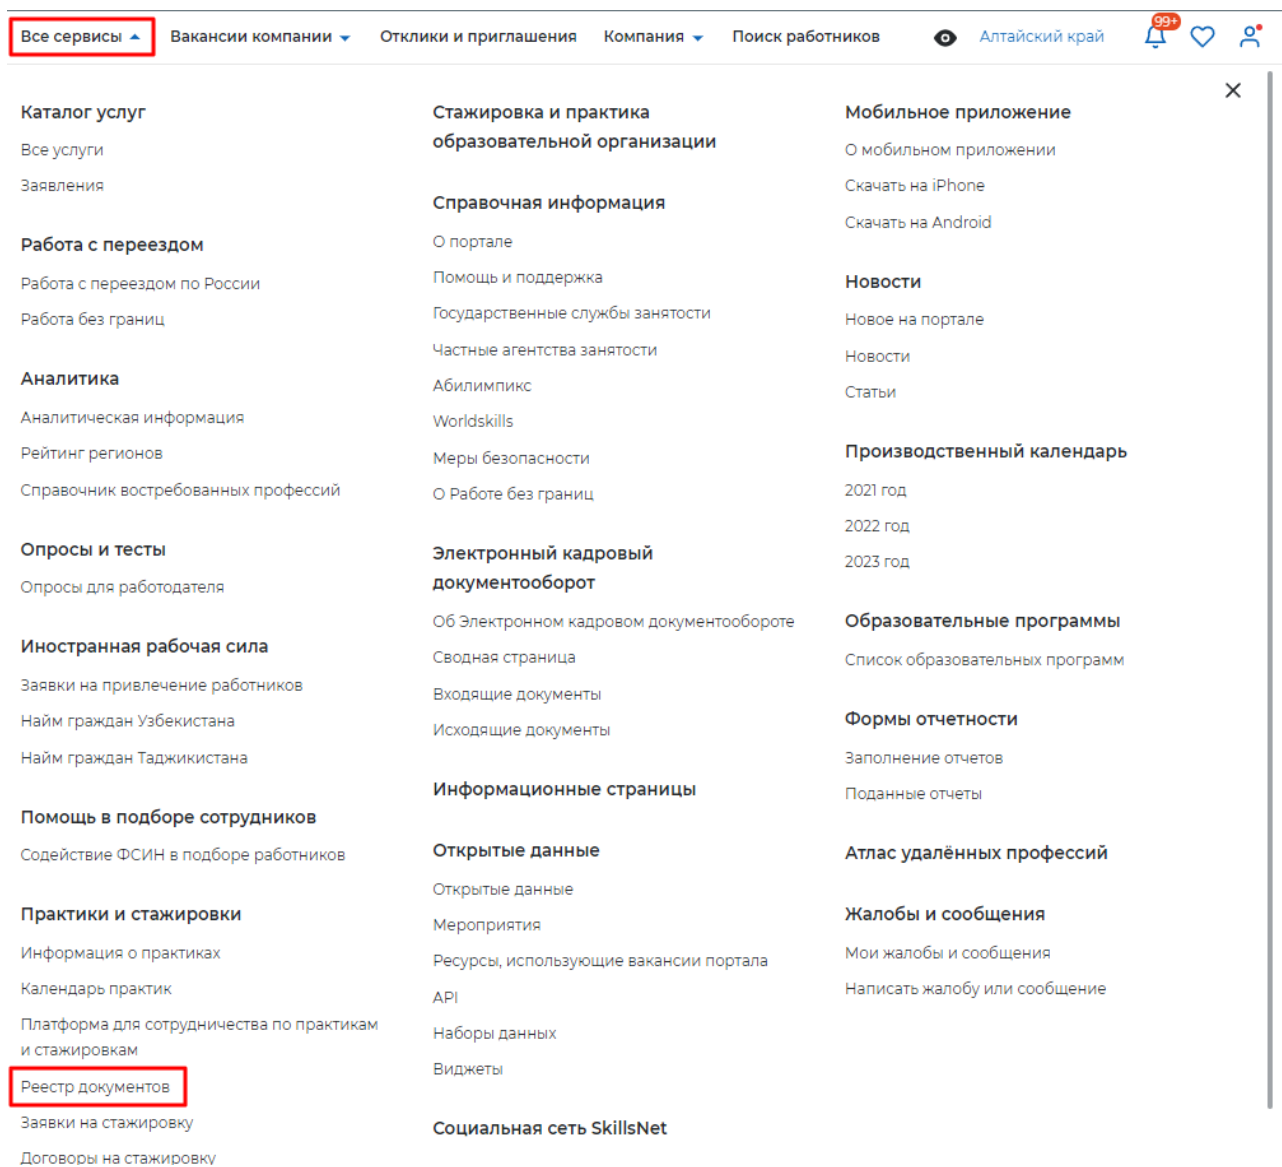 Все сервисы Вакансии компании Отклики и приглашения Компания Поиск работников Алтайский край 99+
Каталог услуг
Все услуги
Заявления
Работа с переездом
Работа с переездом по России
Работа без границ
Аналитика
Аналитическая информация
Рейтинг регионов
Справочник востребованных профессий
Опросы и тесты
Опросы для работодателя
Иностранная рабочая сила
Заявки на привлечение работников
Найм граждан Узбекистана
Найм граждан Таджикистана
Помощь в подборе сотрудников
Содействие ФСИН в подборе работников
Практики и стажировки
Информация о практиках
Календарь практик
Платформа для сотрудничества по практикам
и стажировкам
Реестр документов
Заявки на стажировку
Договоры на стажировку
Стажировка и практика
образовательной организации
Справочная информация
О портале
Помощь и поддержка
Государственные службы занятости
Частные агентства занятости
Абилимпикс
Worldskills
Меры безопасности
О Работе без границ
Электронный кадровый
документооборот
Об Электронном кадровом документообороте
Сводная страница
Входящие документы
Исходящие документы
Информационные страницы
Открытые данные
Открытые данные
Мероприятия
Ресурсы, использующие вакансии портала
API
Наборы данных
Виджеты
Социальная сеть SkillsNet
Мобильное приложение
О мобильном приложении
Скачать на iPhone
Скачать на Android
Новости
Новое на портале
Новости
Статьи
Производственный календарь
2021 год
2022 год
2023 год
Образовательные программы
Список образовательных программ
Формы отчетности
Заполнение отчетов
Поданные отчеты
Атлас удалённых профессий
Жалобы и сообщения
Мои жалобы и сообщения
Написать жалобу или сообщение